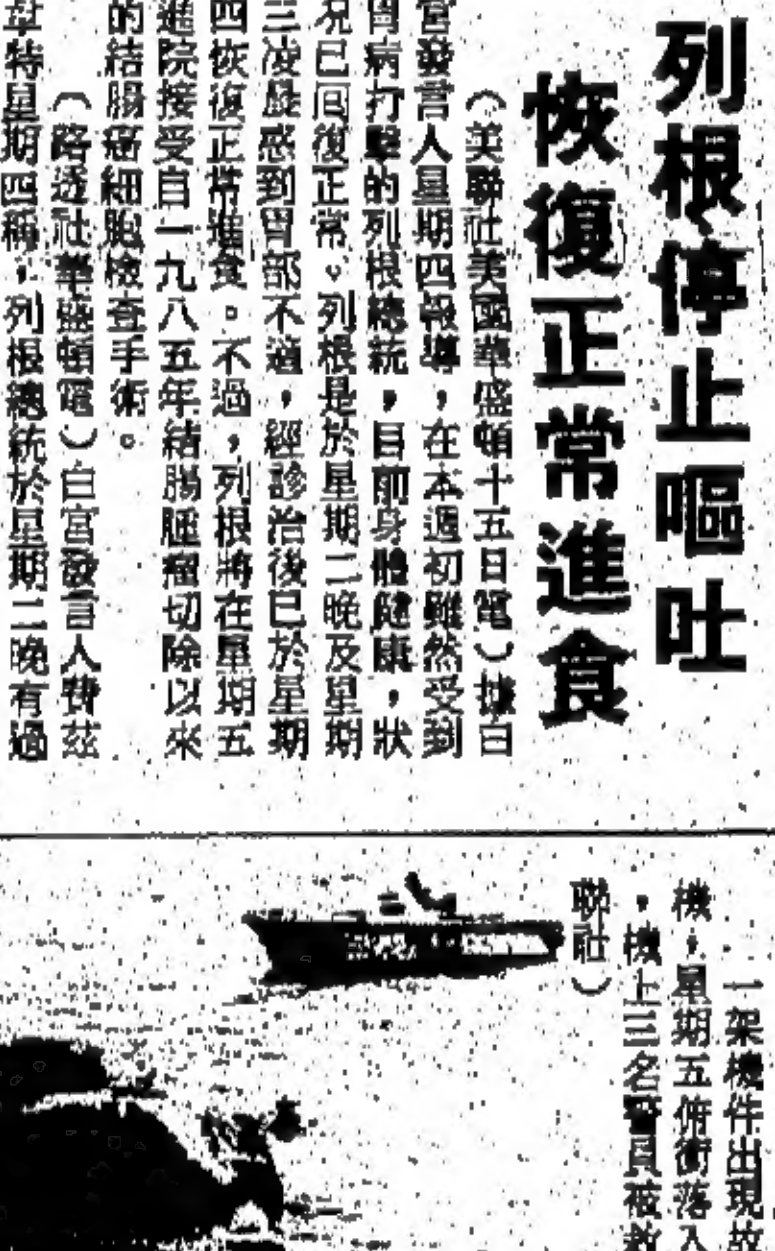 列根停止嘔吐
恢復正常進食
(美聯社美國華盛頓十五日電)據白
宮發言人星期四報導,在本週初雖然受到
胃病打擊的列根總統,目前身體健康,狀
況已回復正常。列根是於星期二晚及星期
三凌晨感到胃部不適,經診治後已於星期
四恢復正常進食。不過,列根將在星期五
進院接受自一九八五年結腸腫瘤切除以來
的結腸癌細胞檢查手術。
(路透社華盛頓電)白宮發言人費茲
特星期四稱,列根總統於星期二晚有過
一架機件出現故
機,星期五俯衝落入
,機上三名警員被救
聯社)